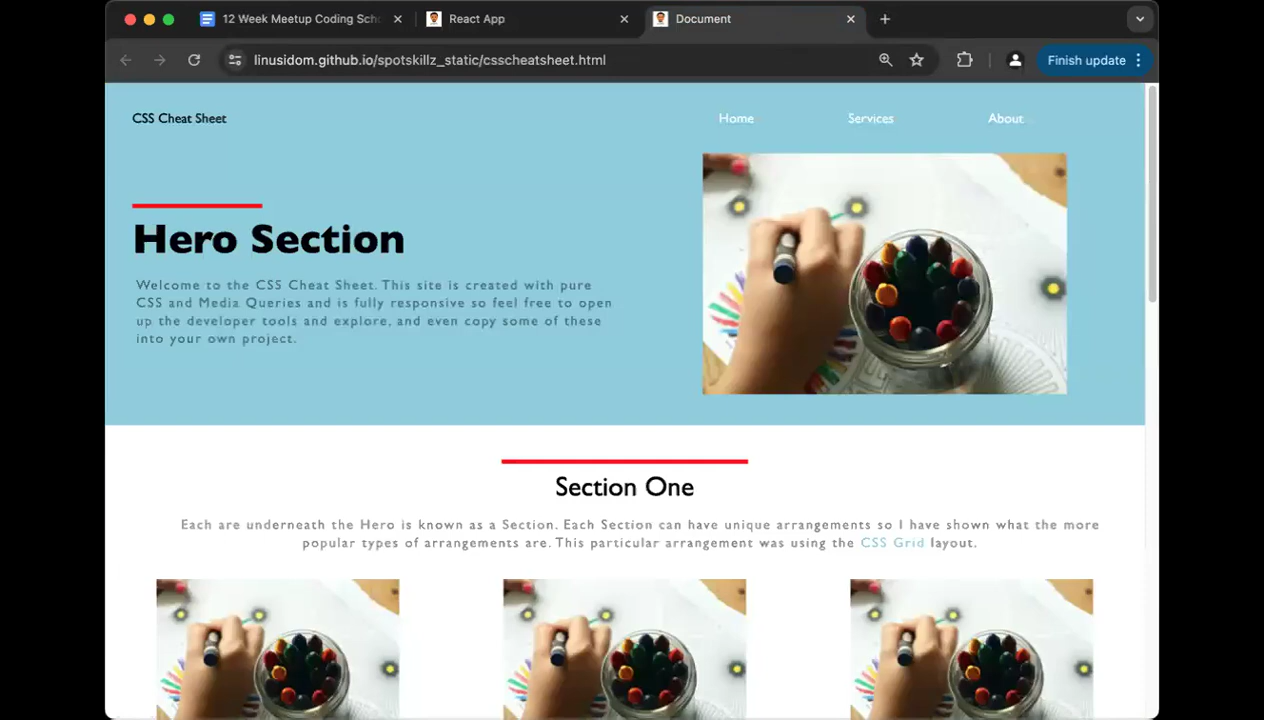 12 Week Meetup Coding Sch
React App
Document
linusidom.github.io/spotskillz_static/csscheatsheet.html
Finish update
CSS Cheat Sheet
Home
Services
About
Hero Section
Welcome to the CSS Cheat Sheet. This site is created with pure
CSS and Media Queries and is fully responsive so feel free to open
up the developer tools and explore, and even copy some of these
into your own project.
Section One
Each are underneath the Hero is known as a Section. Each Section can have unique arrangements so I have shown what the more
popular types of arrangements are. This particular arrangement was using the CSS Grid layout.